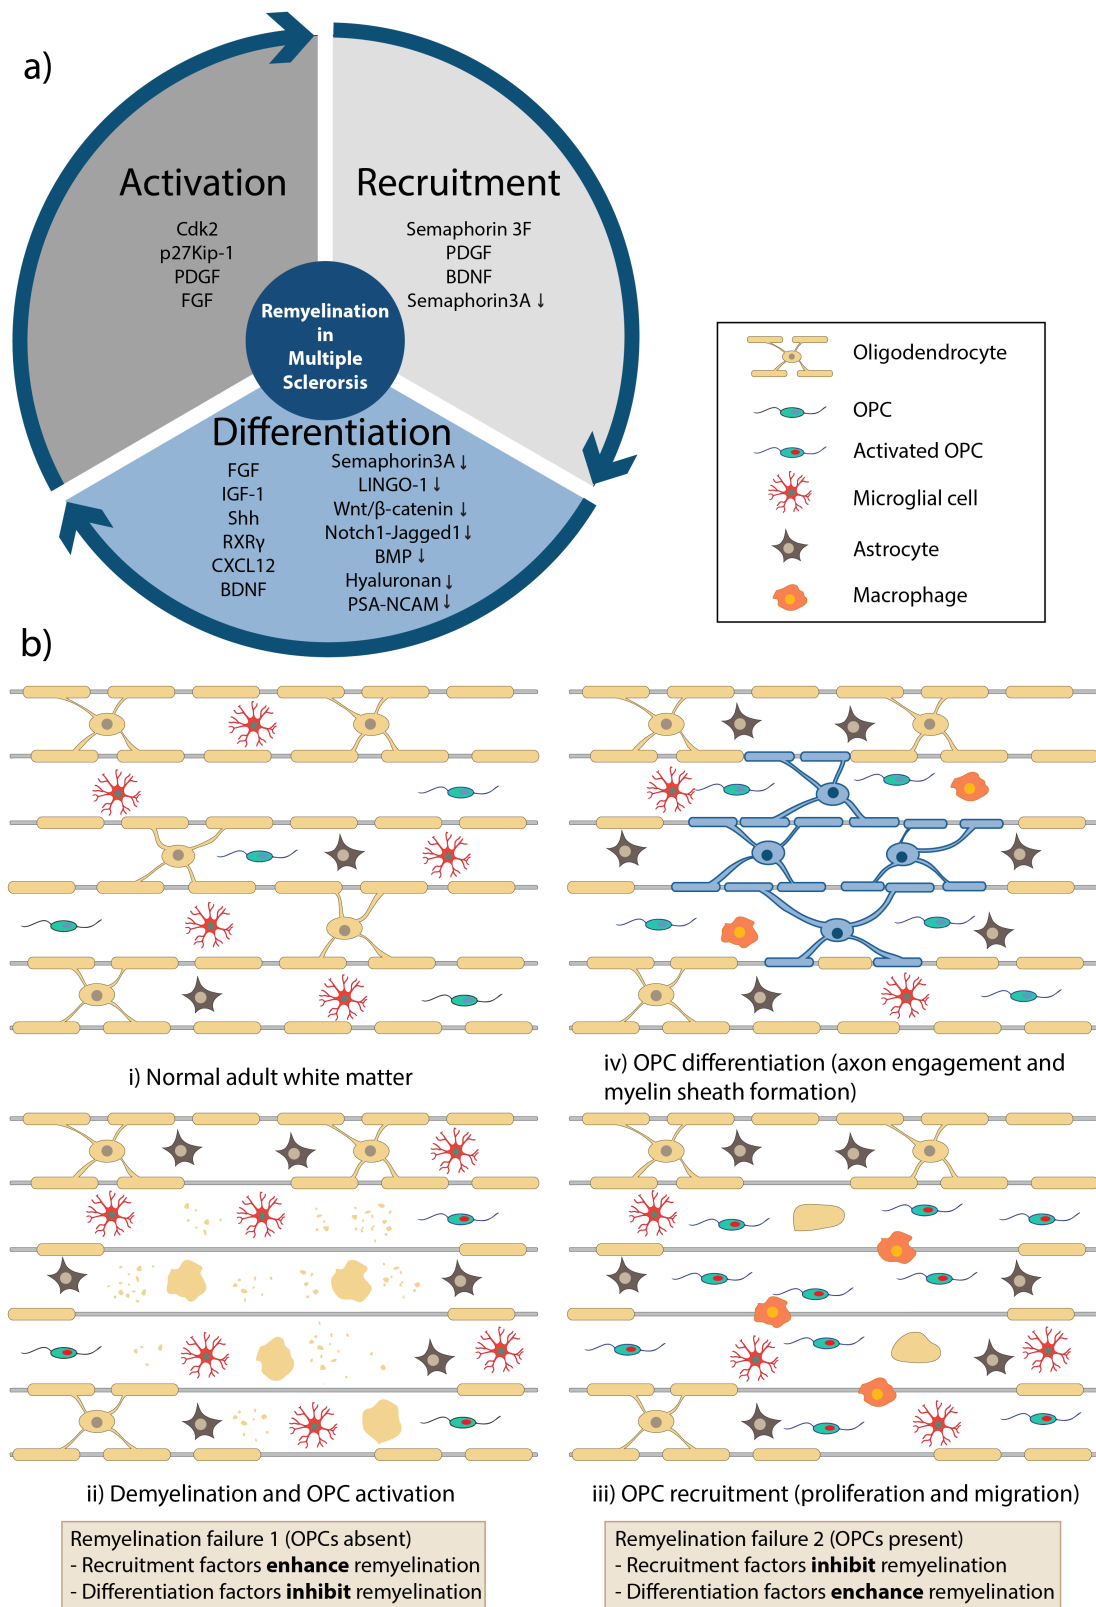 a)
Activation
Cdk2
p27Kip-1
PDGF
FGF
Recruitment
Semaphorin 3F
PDGF
BDNF
Semaphorin3A ↓
Remyelination
in
Multiple
Sclerorsis
Differentiation
FGF
IGF-1
Shh
RXRγ
CXCL12
BDNF
Semaphorin3A ↓
LINGO-1 ↓
Wnt/β-catenin ↓
Notch1-Jagged1 ↓
BMP ↓
Hyaluronan ↓
PSA-NCAM ↓
Oligodendrocyte
OPC
Activated OPC
Microglial cell
Astrocyte
Macrophage
b)
i) Normal adult white matter
iv) OPC differentiation (axon engagement and
myelin sheath formation)
ii) Demyelination and OPC activation
iii) OPC recruitment (proliferation and migration)
Remyelination failure 1 (OPCs absent)
- Recruitment factors enhance remyelination
- Differentiation factors inhibit remyelination
Remyelination failure 2 (OPCs present)
- Recruitment factors inhibit remyelination
- Differentiation factors enchance remyelination